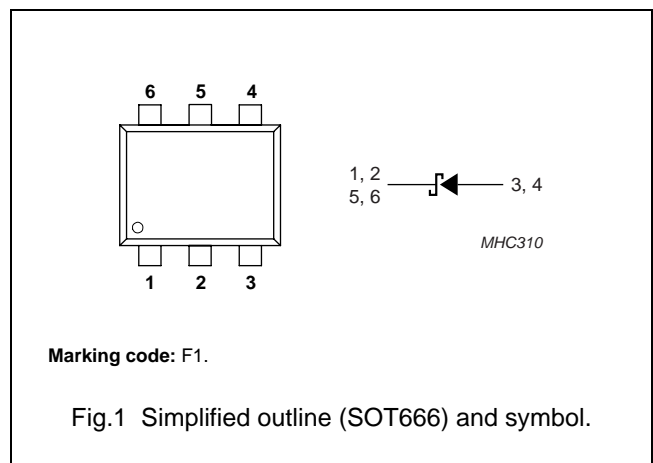 6 5 4
1, 2
5, 6
3, 4
MHC310
1 2 3
Marking code: F1.
Fig.1 Simplified outline (SOT666) and symbol.